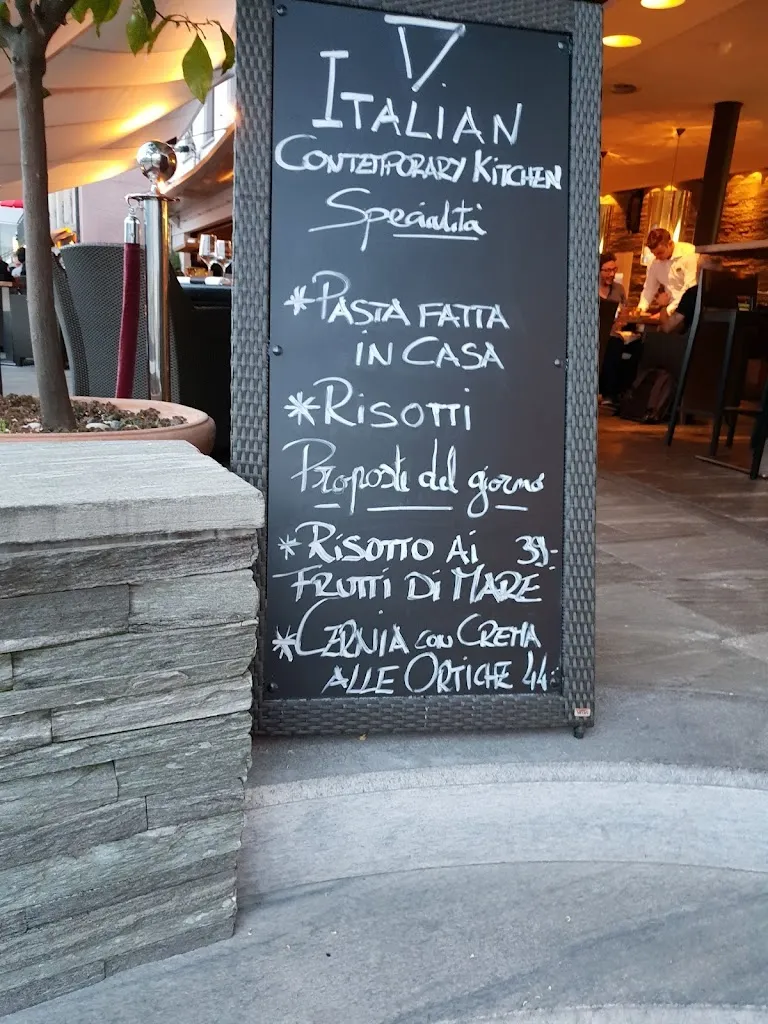 ITALIAN
CONTEMPORARY KITCHEN
Specialità
*PASTA FATTA
IN CASA
*RISOTTI
Proposte del giorno
*RISOTTO AI 39.-
FRUTTI DI MARE
*CERNIA CON CREMA
ALLE ORTICHE 44.-